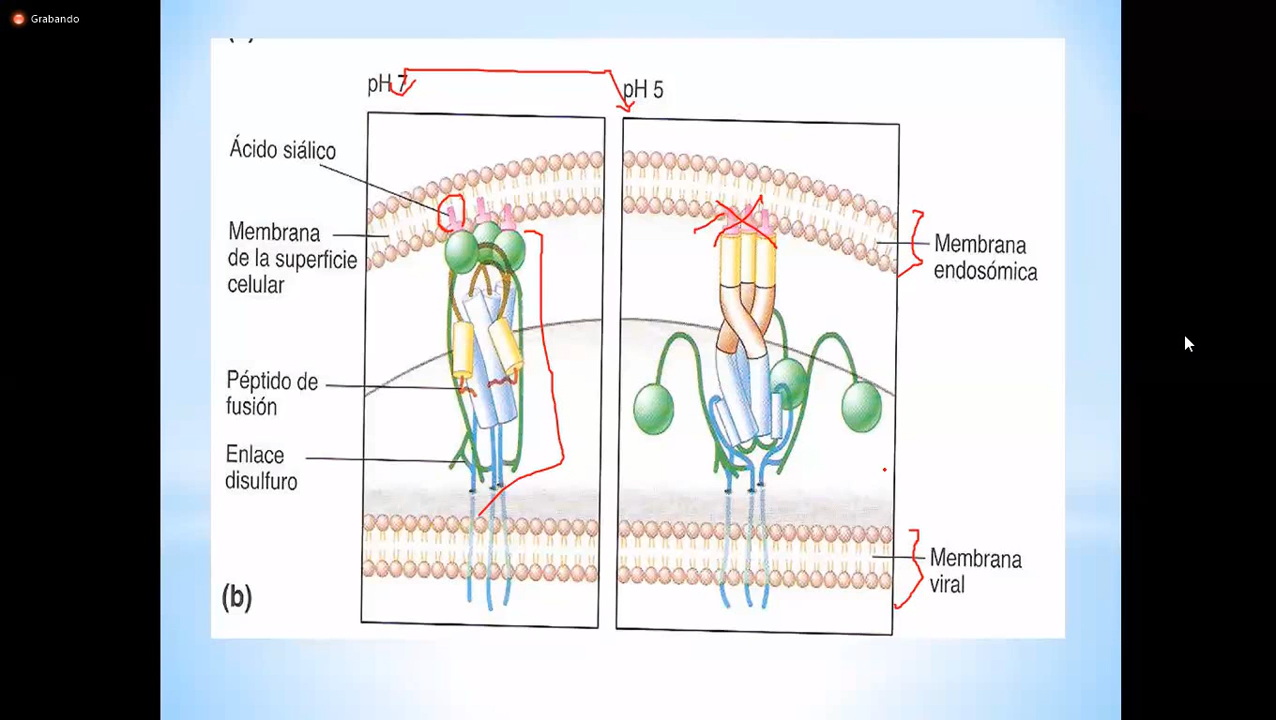 Grabando
pH 7
pH 5
Ácido siálico
Membrana
de la superficie
celular
Péptido de
fusión
Enlace
disulfuro
Membrana
endosómica
Membrana
viral
(b)